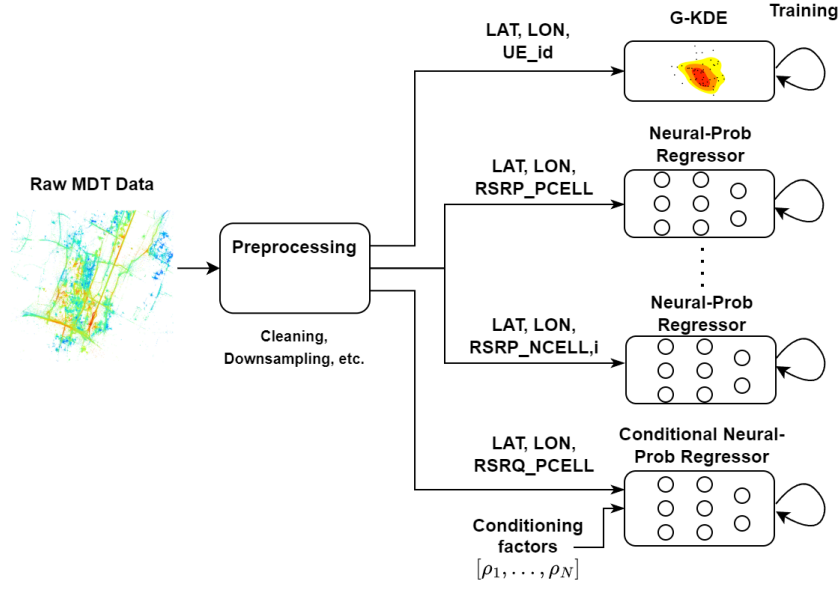 Raw MDT Data
Preprocessing
Cleaning,
Downsampling, etc.
LAT, LON,
UE_id
G-KDE
Training
LAT, LON,
RSRP_PCELL
Neural-Prob
Regressor
LAT, LON,
RSRP_NCELL,i
Neural-Prob
Regressor
LAT, LON,
RSRQ_PCELL
Conditional Neural-
Prob Regressor
Conditioning
factors
[ρ₁, . . . , ρ_N]